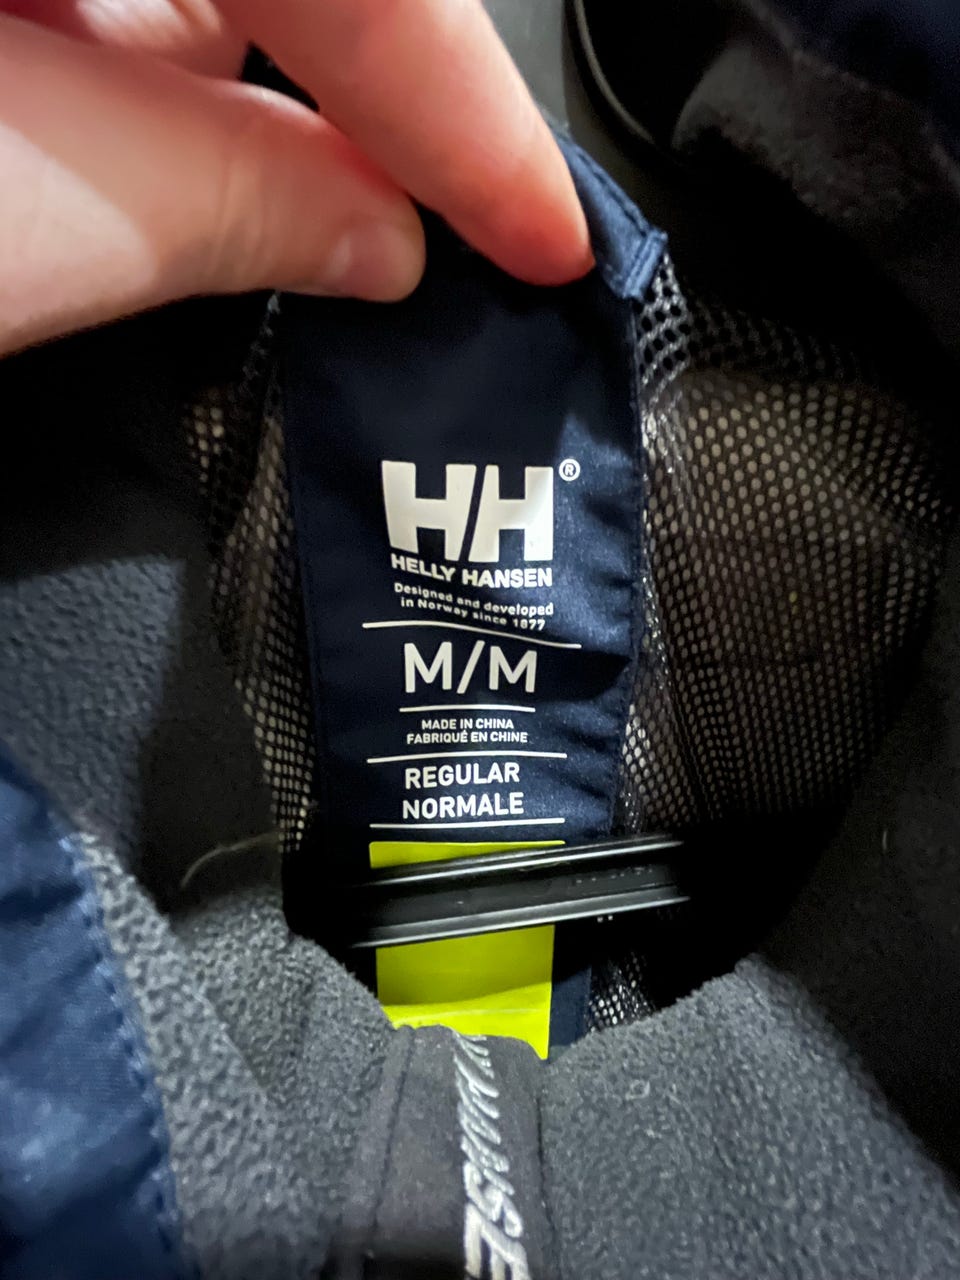 HH®
HELLY HANSEN
Designed and developed
in Norway since 1877
M/M
MADE IN CHINA
FABRIQUÉ EN CHINE
REGULAR
NORMALE